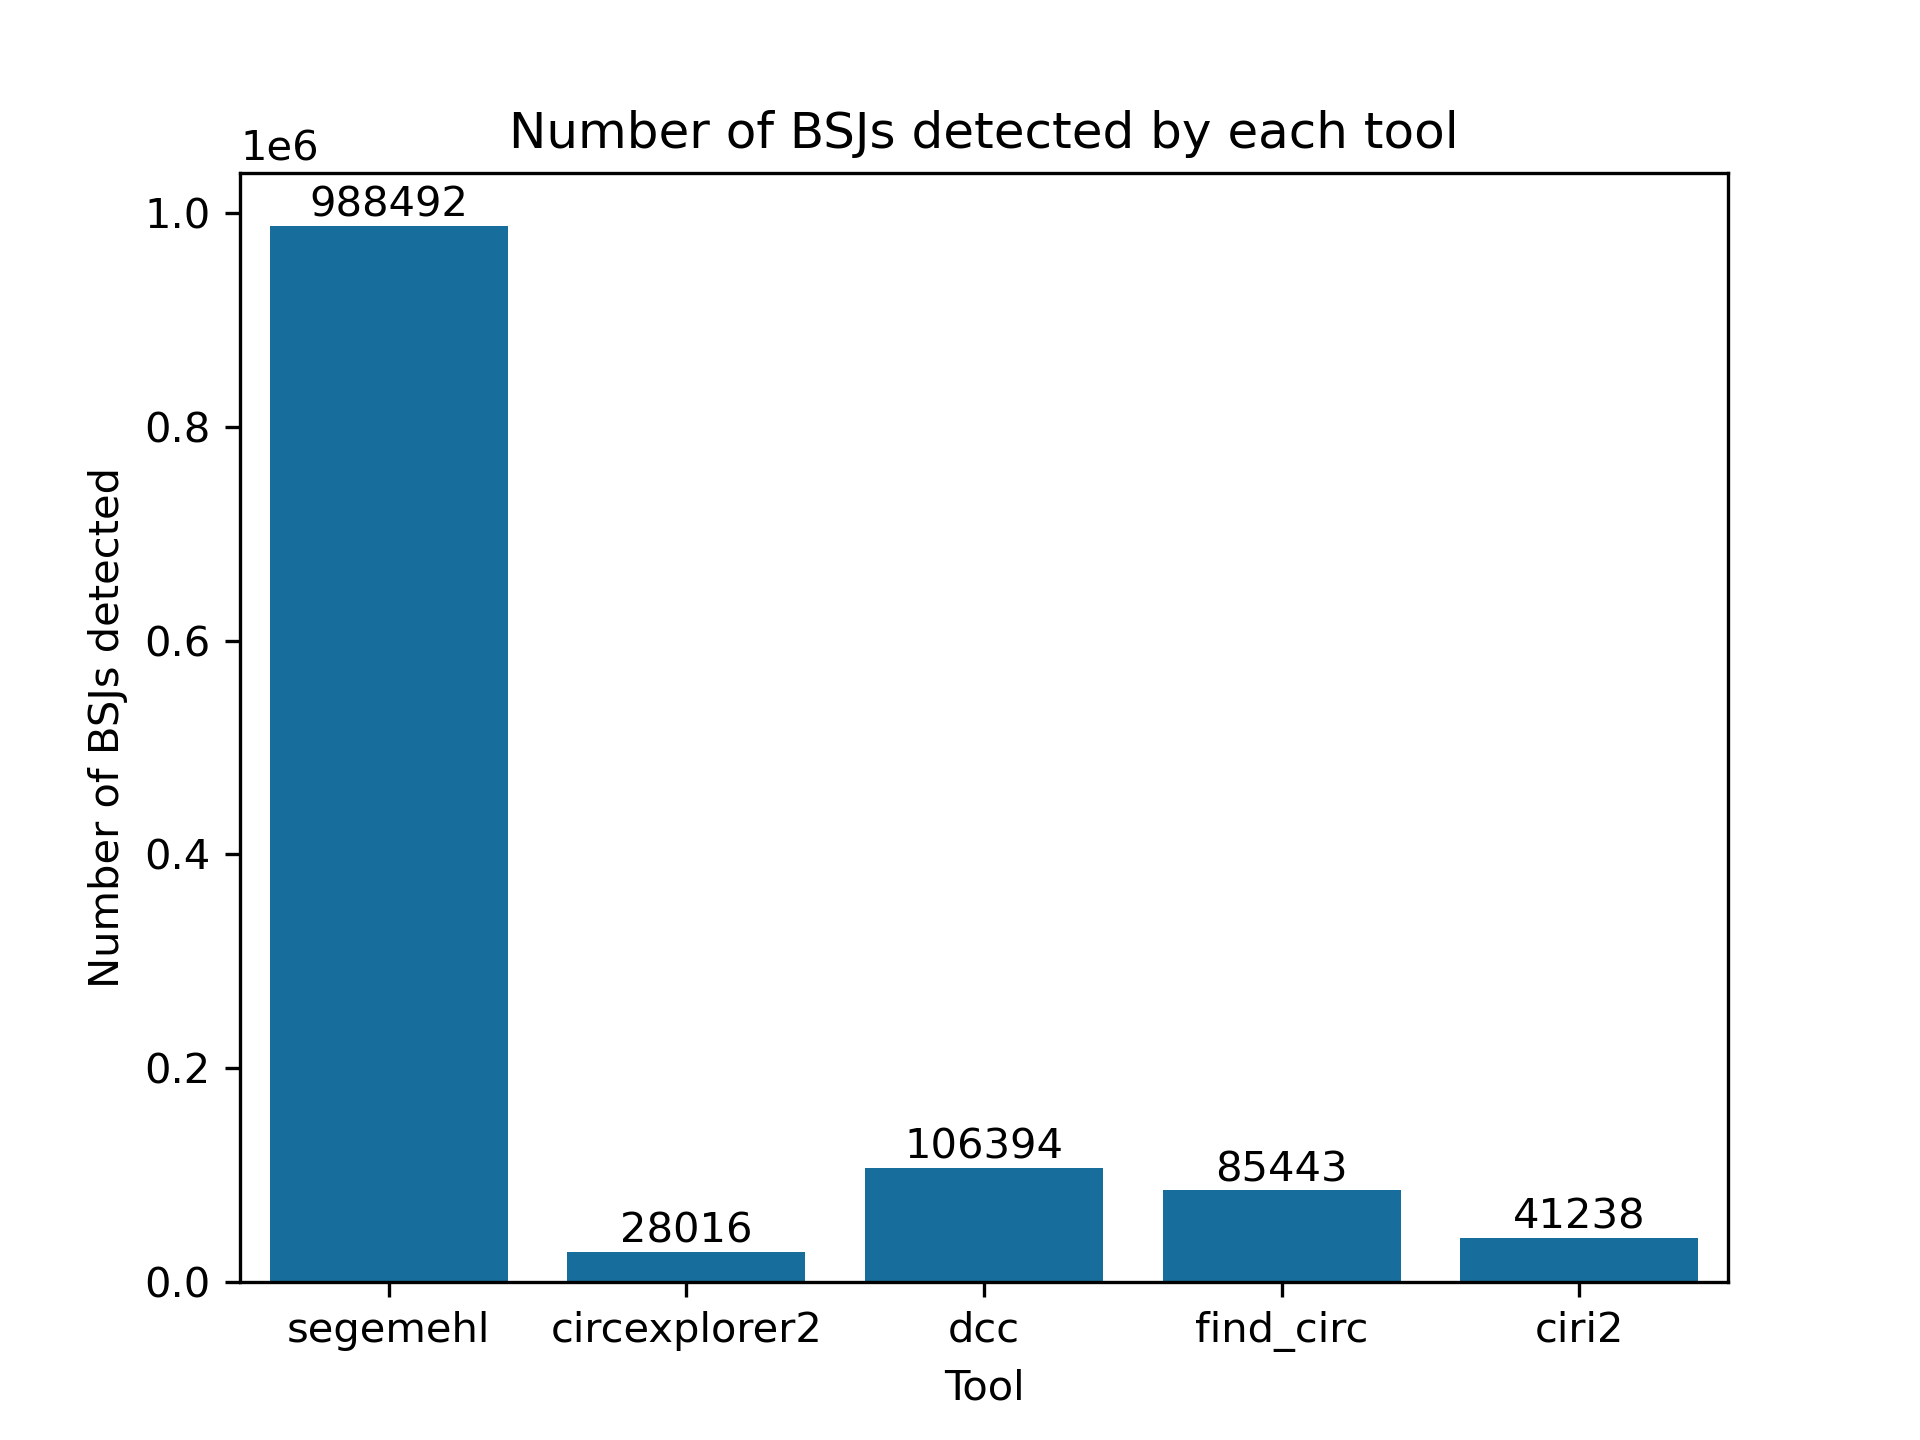 Number of BSJs detected by each tool
1e6
1.0
0.8
0.6
0.4
0.2
0.0
Number of BSJs detected
988492
28016
106394
85443
41238
segemehl
circexplorer2
dcc
find_circ
ciri2
Tool